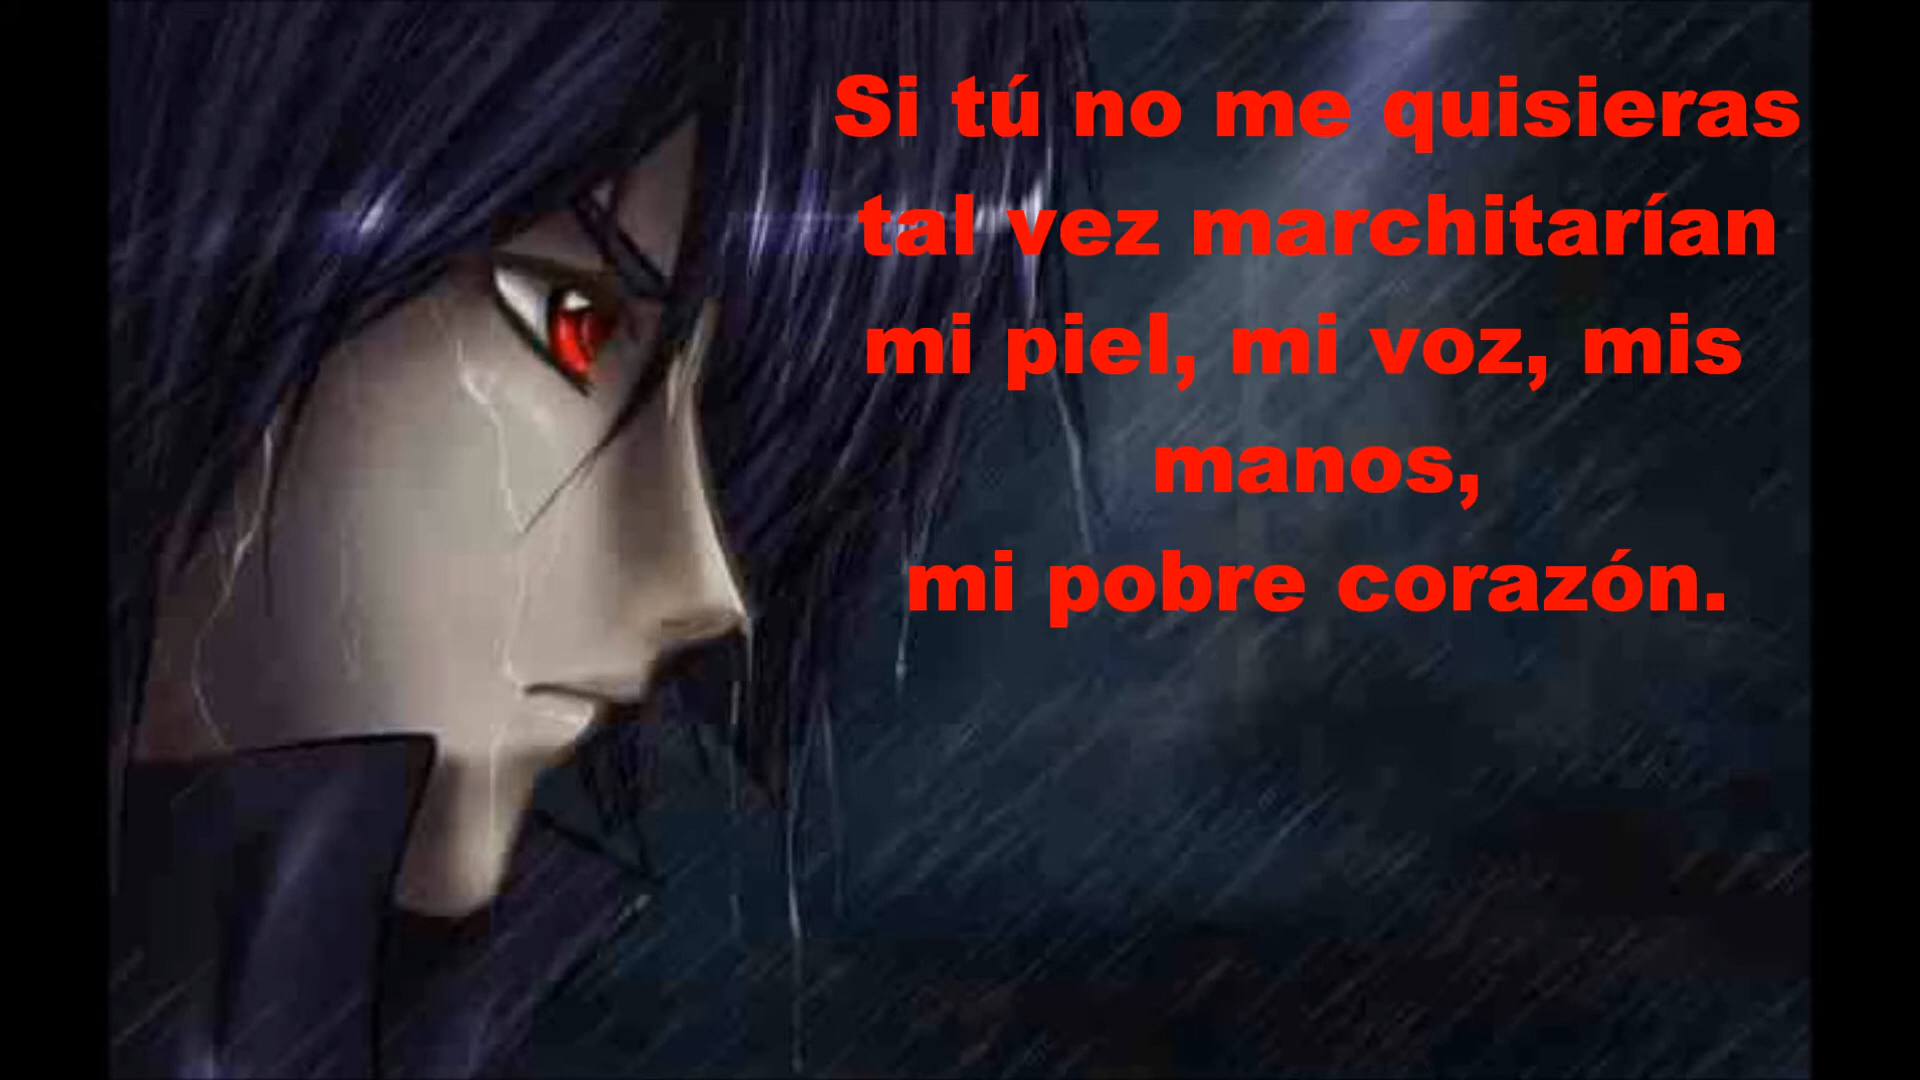 Si tú no me quisieras
tal vez marchitarían
mi piel, mi voz, mis
manos,
mi pobre corazón.